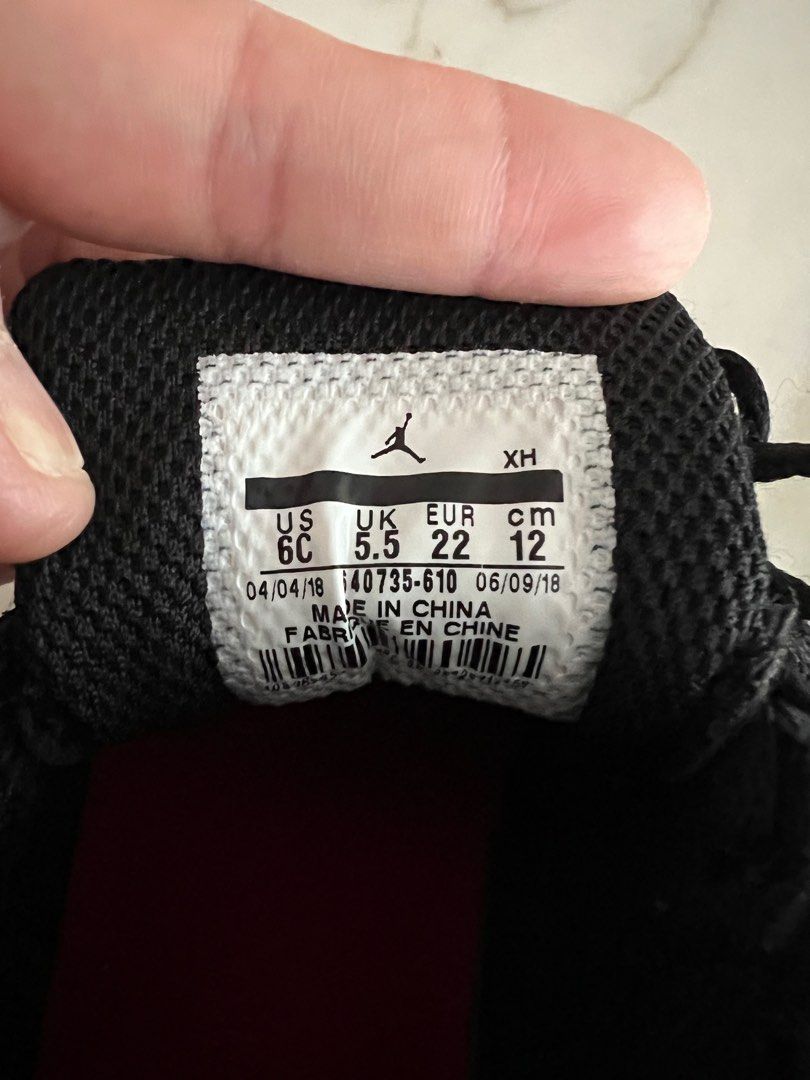 XH
US UK EUR cm
6C 5.5 22 12
04/04/18 640735-610 06/09/18
MADE IN CHINA
FABRIQUE EN CHINE